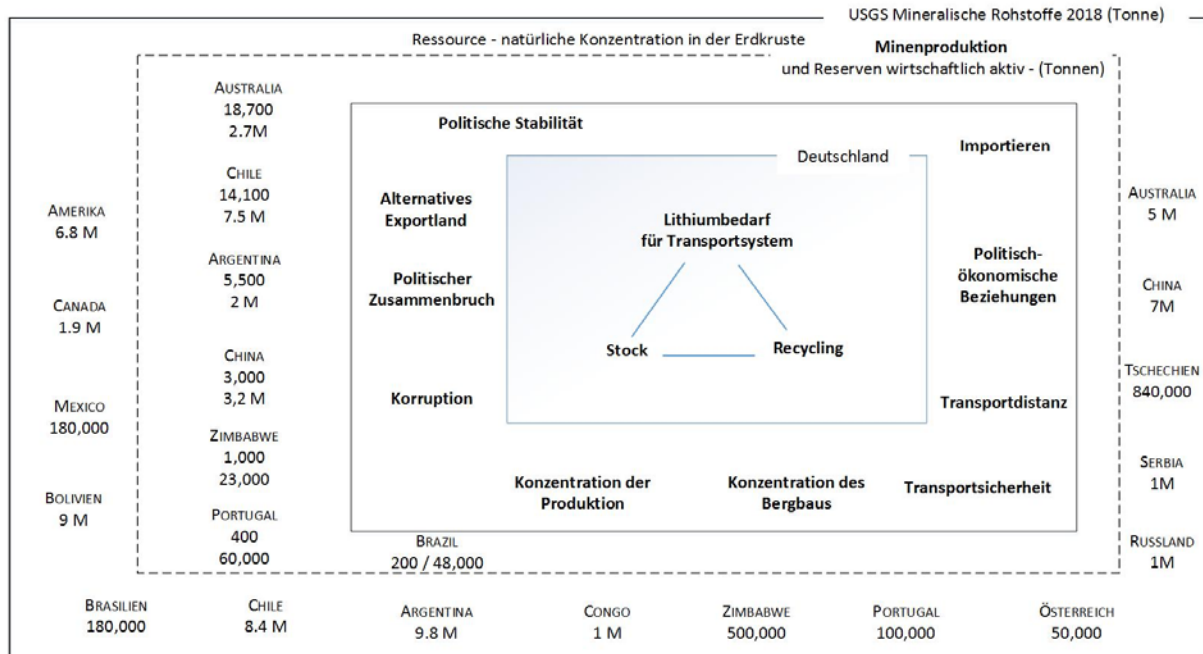 USGS Mineralische Rohstoffe 2018 (Tonne)
Ressource - natürliche Konzentration in der Erdkruste
Minenproduktion
und Reserven wirtschaftlich aktiv - (Tonnen)
AMERIKA
6.8 M
CANADA
1.9 M
MEXICO
180,000
BOLIVIEN
9 M
AUSTRALIA
18,700
2.7M
CHILE
14,100
7.5 M
ARGENTINA
5,500
2 M
CHINA
3,000
3,2 M
ZIMBABWE
1,000
23,000
PORTUGAL
400
60,000
BRAZIL
200 / 48,000
Politische Stabilität
Alternatives
Exportland
Politischer
Zusammenbruch
Korruption
Konzentration der
Produktion
Konzentration des
Bergbaus
Transportsicherheit
Transportdistanz
Politisch-
ökonomische
Beziehungen
Importieren
Deutschland
Lithiumbedarf
für Transportsystem
Stock
Recycling
AUSTRALIA
5 M
CHINA
7M
TSCHECHIEN
840,000
SERBIA
1M
RUSSLAND
1M
BRASILIEN
180,000
CHILE
8.4 M
ARGENTINA
9.8 M
CONGO
1 M
ZIMBABWE
500,000
PORTUGAL
100,000
ÖSTERREICH
50,000